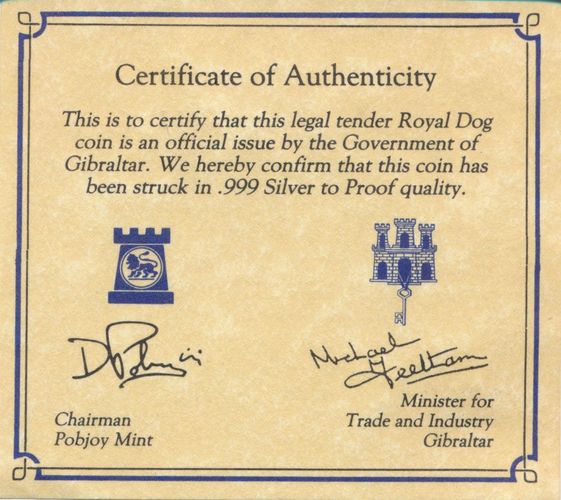 Certificate of Authenticity
This is to certify that this legal tender Royal Dog
coin is an official issue by the Government of
Gibraltar. We hereby confirm that this coin has
been struck in .999 Silver to Proof quality.
Michael
Feetham
Chairman
Pobjoy Mint
Minister for
Trade and Industry
Gibraltar